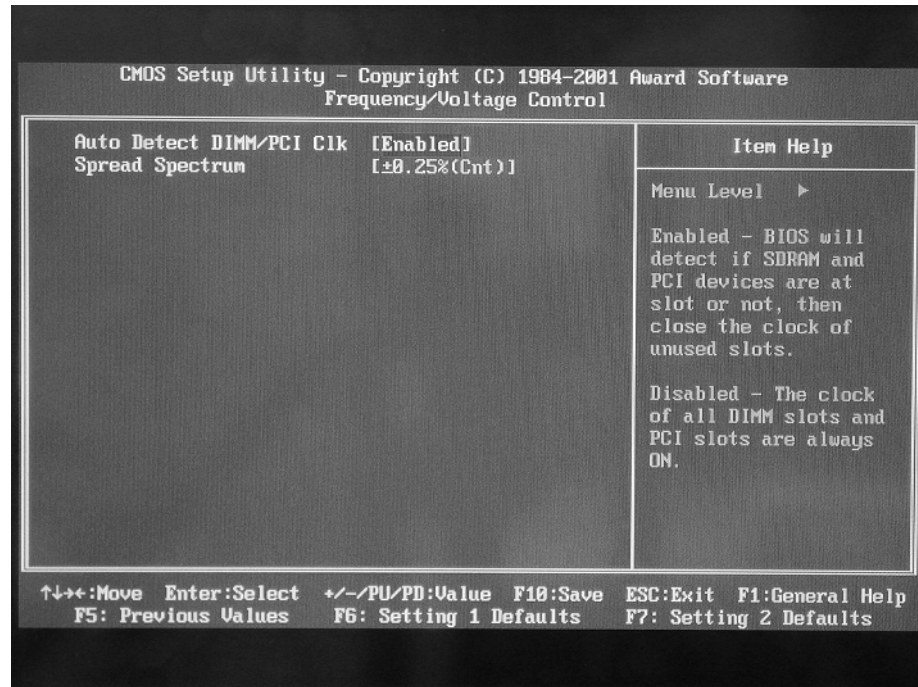 CMOS Setup Utility – Copyright (C) 1984–2001 Award Software
Frequency/Voltage Control
Auto Detect DIMM/PCI Clk [Enabled]
Spread Spectrum [±0.25%(Cnt)]
Item Help
Menu Level ▶
Enabled – BIOS will
detect if SDRAM and
PCI devices are at
slot or not, then
close the clock of
unused slots.
Disabled – The clock
of all DIMM slots and
PCI slots are always
ON.
↑↓→←:Move Enter:Select +/-/PU/PD:Value F10:Save ESC:Exit F1:General Help
F5: Previous Values F6: Setting 1 Defaults F7: Setting 2 Defaults